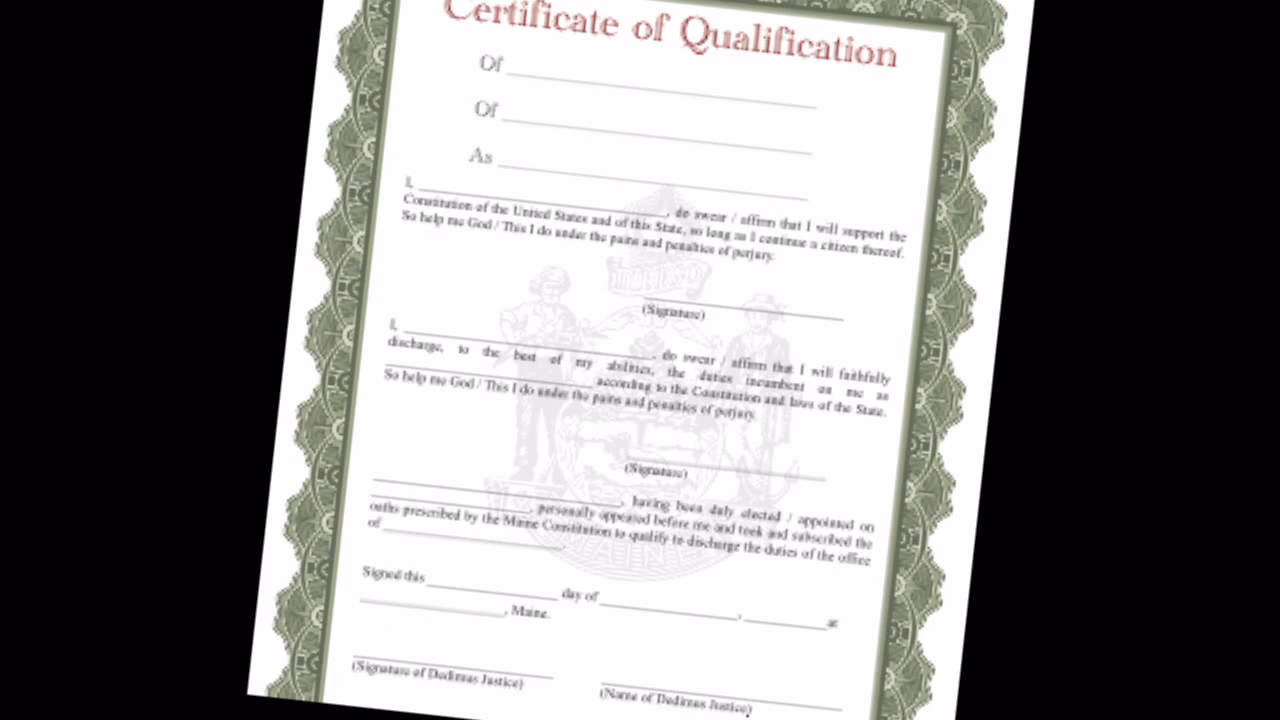 Certificate of Qualification
Of
Of
As
I, , do swear / affirm that I will support the
Constitution of the United States and of this State, so long as I continue a citizen thereof.
So help me God / This I do under the pains and penalties of perjury.
(Signature)
I, , do swear / affirm that I will faithfully
discharge, to the best of my abilities, the duties incumbent on me as
according to the Constitution and laws of the State.
So help me God / This I do under the pains and penalties of perjury.
(Signature)
, having been duly elected / appointed on
, personally appeared before me and took and subscribed the
oaths prescribed by the Maine Constitution to qualify to discharge the duties of the office
of .
Signed this day of , , at
, Maine.
(Signature of Dedimus Justice)
(Name of Dedimus Justice)
DIRIGO
MAINE